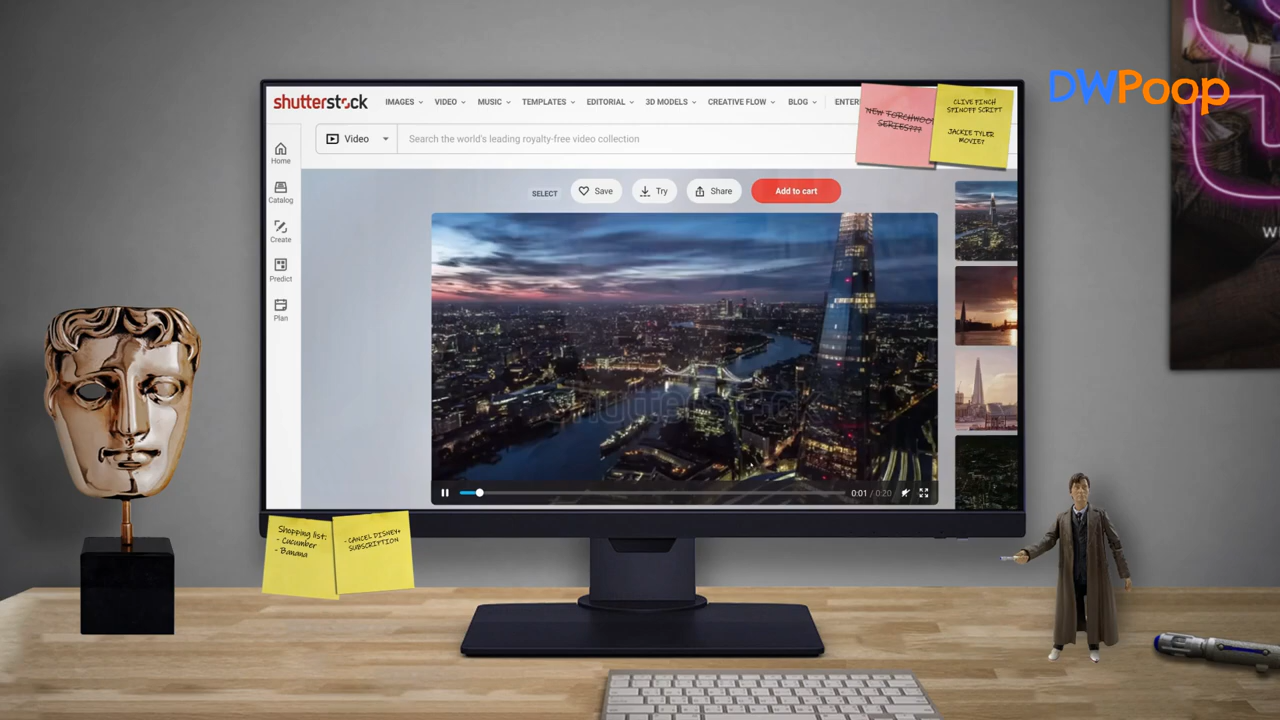 DWPoop
shutterstock
IMAGES
VIDEO
MUSIC
TEMPLATES
EDITORIAL
3D MODELS
CREATIVE FLOW
BLOG
NEW TORCHWOO
SERIES???
CLIVE FINCH
SPINOFF SCRIPT
JACKIE TYLER
MOVIE?
Video
Search the world's leading royalty-free video collection
Home
Catalog
Create
Predict
Plan
SELECT
Save
Try
Share
Add to cart
shutterstock
0:01 / 0:20
Shopping list:
- Cucumber
- Banana
- CANCEL DISNEY+
SUBSCRIPTION